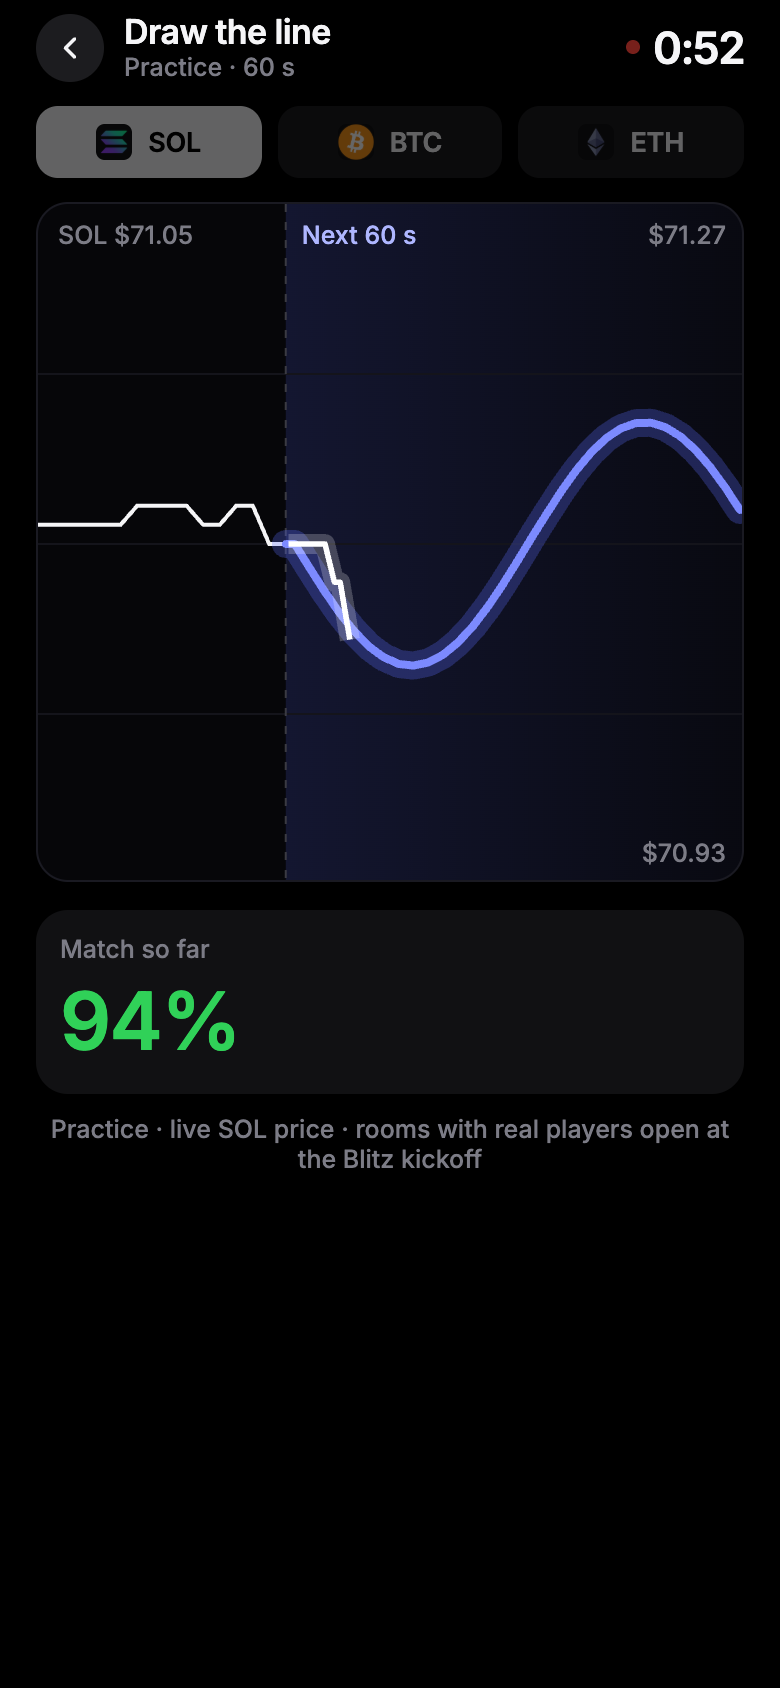 Draw the line
Practice · 60 s
0:52
SOL
BTC
ETH
SOL $71.05
Next 60 s
$71.27
$70.93
Match so far
94%
Practice · live SOL price · rooms with real players open at
the Blitz kickoff